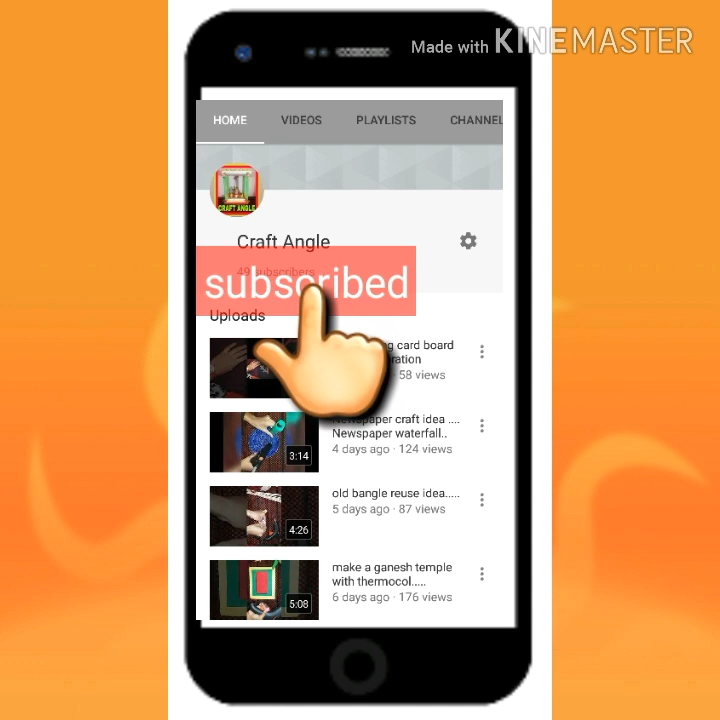 Made with KINEMASTER
HOME VIDEOS PLAYLISTS CHANNEL
CRAFT ANGLE
Craft Angle
49 subscribers
subscribed
Uploads
card board
58 views
Newspaper craft idea ....
Newspaper waterfall..
4 days ago · 124 views
3:14
old bangle reuse idea.....
5 days ago · 87 views
4:26
make a ganesh temple
with thermocol.....
6 days ago · 176 views
5:08